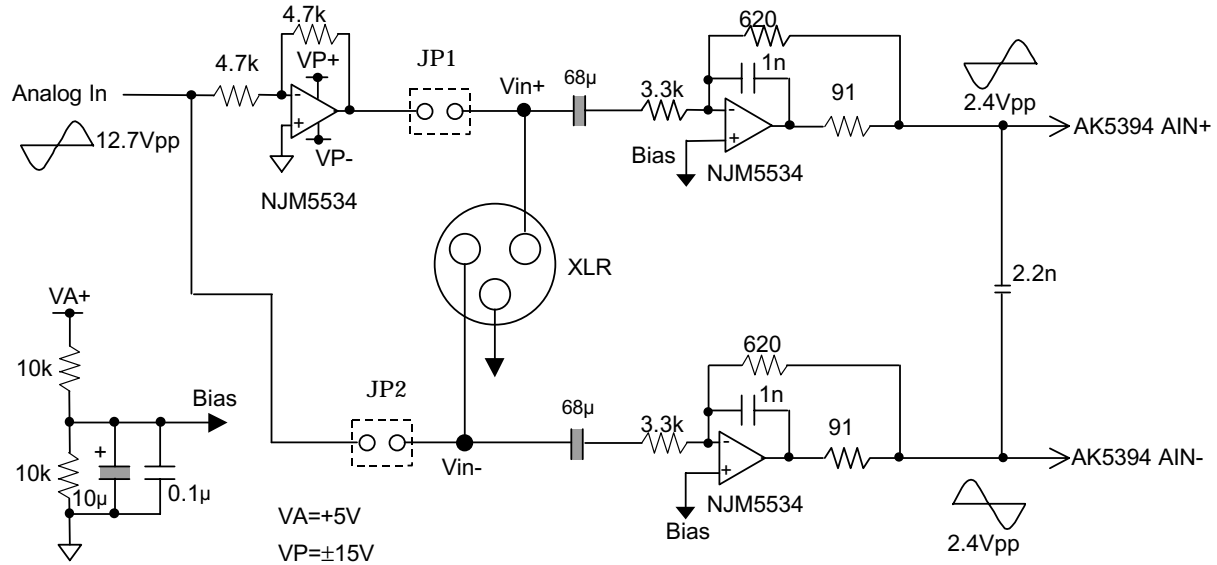 4.7k
4.7k
VP+
JP1
Vin+
68µ
3.3k
620
1n
91
2.4Vpp
Analog In
12.7Vpp
-
+
VP-
NJM5534
-
+
Bias
NJM5534
AK5394 AIN+
XLR
2.2n
VA+
10k
Bias
10k
+
10µ
0.1µ
JP2
Vin-
68µ
3.3k
620
1n
91
-
+
Bias
NJM5534
AK5394 AIN-
2.4Vpp
VA=+5V
VP=±15V